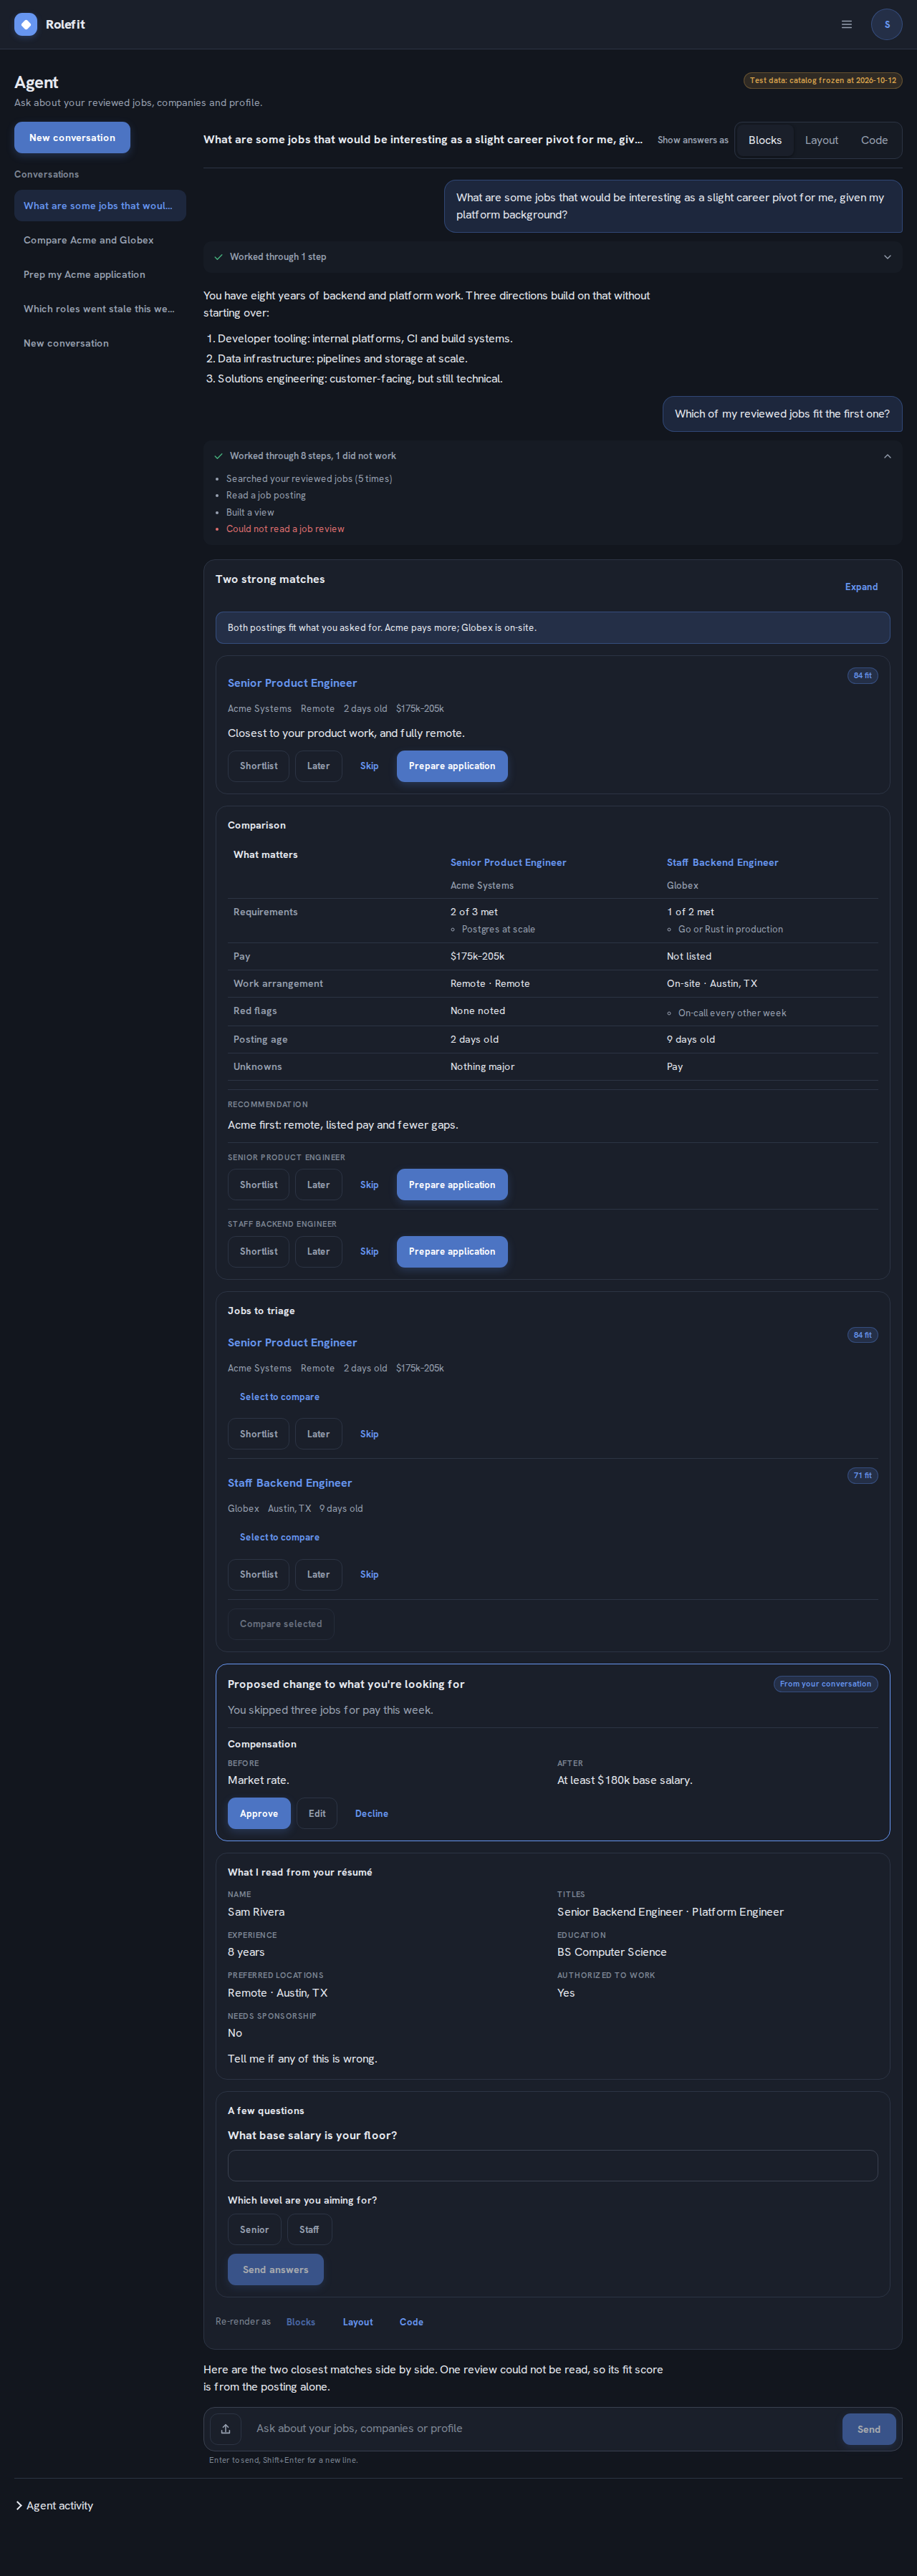 Rolefit
S
Agent
Test data: catalog frozen at 2026-10-12
Ask about your reviewed jobs, companies and profile.
New conversation
Conversations
What are some jobs that woul...
Compare Acme and Globex
Prep my Acme application
Which roles went stale this we...
New conversation
What are some jobs that would be interesting as a slight career pivot for me, giv...
Show answers as
Blocks
Layout
Code
What are some jobs that would be interesting as a slight career pivot for me, given my
platform background?
Worked through 1 step
You have eight years of backend and platform work. Three directions build on that without
starting over:
1. Developer tooling: internal platforms, CI and build systems.
2. Data infrastructure: pipelines and storage at scale.
3. Solutions engineering: customer-facing, but still technical.
Which of my reviewed jobs fit the first one?
Worked through 8 steps, 1 did not work
• Searched your reviewed jobs (5 times)
• Read a job posting
• Built a view
• Could not read a job review
Two strong matches
Expand
Both postings fit what you asked for. Acme pays more; Globex is on-site.
Senior Product Engineer
84 fit
Acme Systems Remote 2 days old $175k–205k
Closest to your product work, and fully remote.
Shortlist
Later
Skip
Prepare application
Comparison
What matters
Senior Product Engineer
Staff Backend Engineer
Acme Systems
Globex
Requirements
2 of 3 met
1 of 2 met
Postgres at scale
Go or Rust in production
Pay
$175k–205k
Not listed
Work arrangement
Remote · Remote
On-site · Austin, TX
Red flags
None noted
On-call every other week
Posting age
2 days old
9 days old
Unknowns
Nothing major
Pay
RECOMMENDATION
Acme first: remote, listed pay and fewer gaps.
SENIOR PRODUCT ENGINEER
Shortlist
Later
Skip
Prepare application
STAFF BACKEND ENGINEER
Shortlist
Later
Skip
Prepare application
Jobs to triage
Senior Product Engineer
84 fit
Acme Systems Remote 2 days old $175k–205k
Select to compare
Shortlist
Later
Skip
Staff Backend Engineer
71 fit
Globex Austin, TX 9 days old
Select to compare
Shortlist
Later
Skip
Compare selected
Proposed change to what you're looking for
From your conversation
You skipped three jobs for pay this week.
Compensation
BEFORE
AFTER
Market rate.
At least $180k base salary.
Approve
Edit
Decline
What I read from your résumé
NAME
TITLES
Sam Rivera
Senior Backend Engineer · Platform Engineer
EXPERIENCE
EDUCATION
8 years
BS Computer Science
PREFERRED LOCATIONS
AUTHORIZED TO WORK
Remote · Austin, TX
Yes
NEEDS SPONSORSHIP
No
Tell me if any of this is wrong.
A few questions
What base salary is your floor?
Which level are you aiming for?
Senior
Staff
Send answers
Re-render as
Blocks
Layout
Code
Here are the two closest matches side by side. One review could not be read, so its fit score
is from the posting alone.
Ask about your jobs, companies or profile
Send
Enter to send, Shift+Enter for a new line.
Agent activity